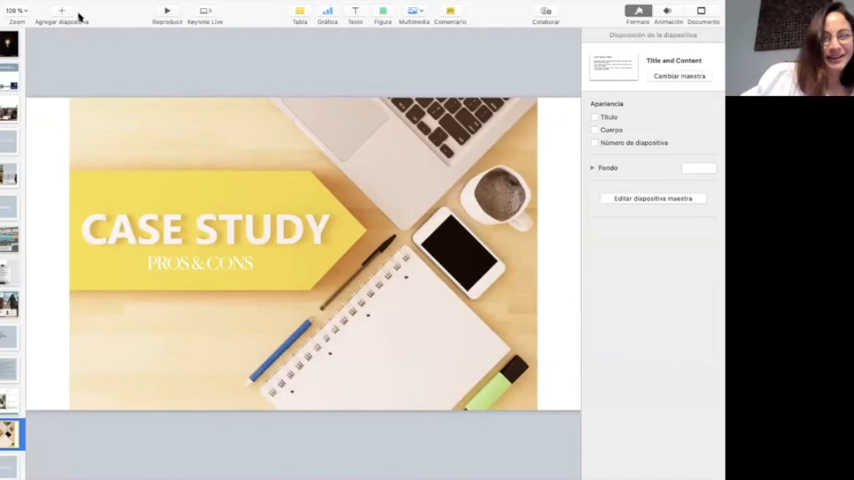 109 %
Zoom
Agregar diapositiva
Reproducir
Keynote Live
Tabla
Gráfica
Texto
Figura
Multimedia
Comentario
Colaborar
Formato
Animación
Documento
Disposición de la diapositiva
Title and Content
Cambiar maestra
Apariencia
Título
Cuerpo
Número de diapositiva
Fondo
Editar diapositiva maestra
CASE STUDY
PROS & CONS